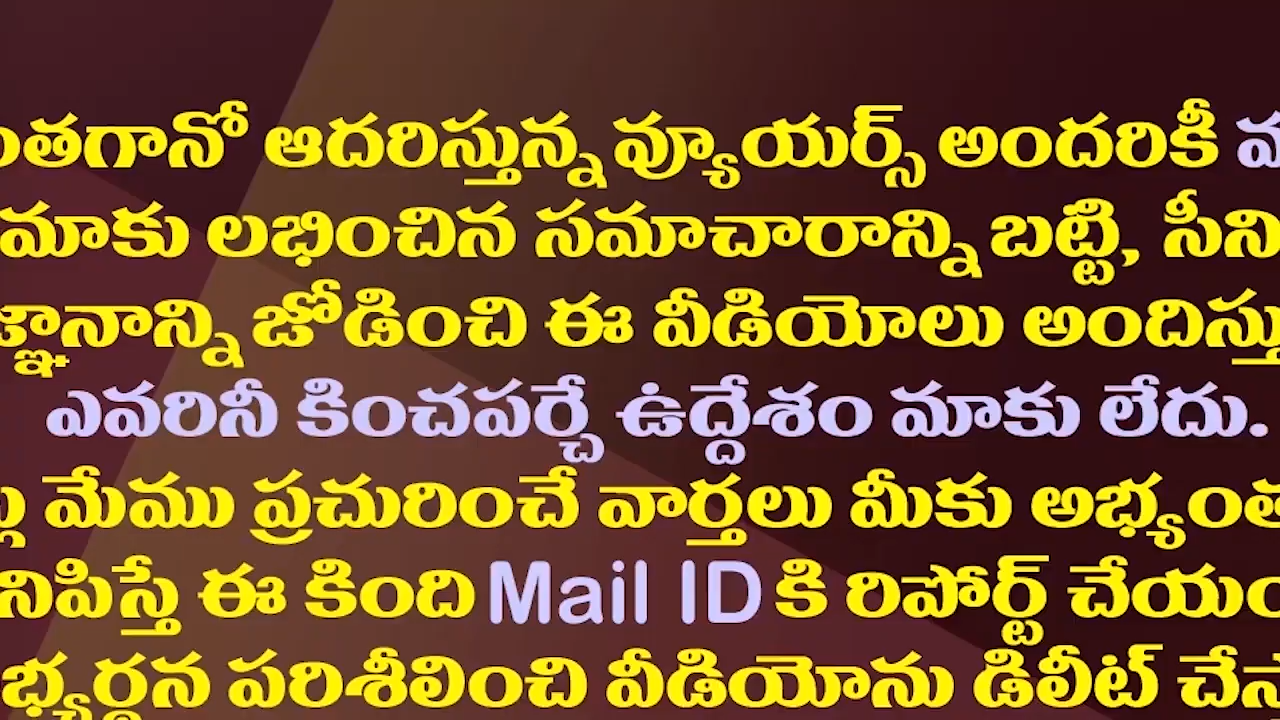 ఆదరిస్తున్న వ్యూయర్స్ అందరికీ
మాకు లభించిన సమాచారాన్ని బట్టి,
జోడించి ఈ వీడియోలు
ఎవరినీ కించపర్చే ఉద్దేశం మాకు లేదు.
మేము ప్రచురించే వార్తలు మీకు
ఈ కింది Mail ID కి రిపోర్ట్
పరిశీలించి వీడియోను డిలీట్